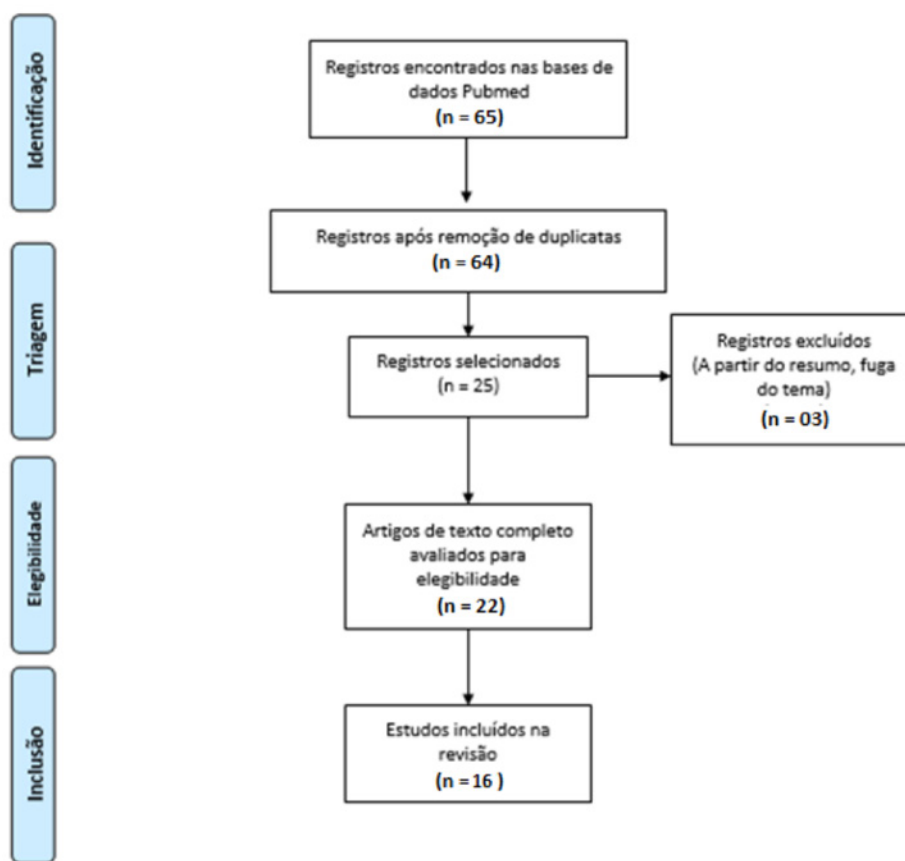 Identificação
Registros encontrados nas bases de
dados Pubmed
(n = 65)
Registros após remoção de duplicatas
(n = 64)
Triagem
Registros selecionados
(n = 25)
Registros excluídos
(A partir do resumo, fuga
do tema)
(n = 03)
Elegibilidade
Artigos de texto completo
avaliados para
elegibilidade
(n = 22)
Inclusão
Estudos incluídos na
revisão
(n = 16 )